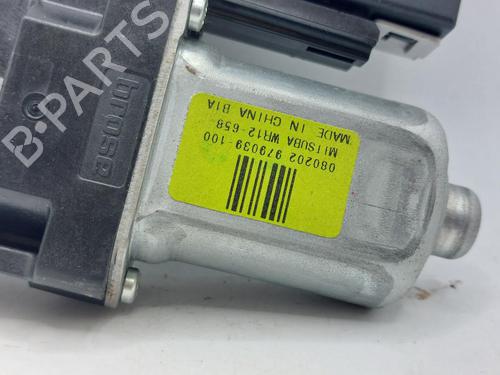 brose
080202 979039-100
MITSUBA WR12-658
MADE IN CHINA B1A
B-PARTS